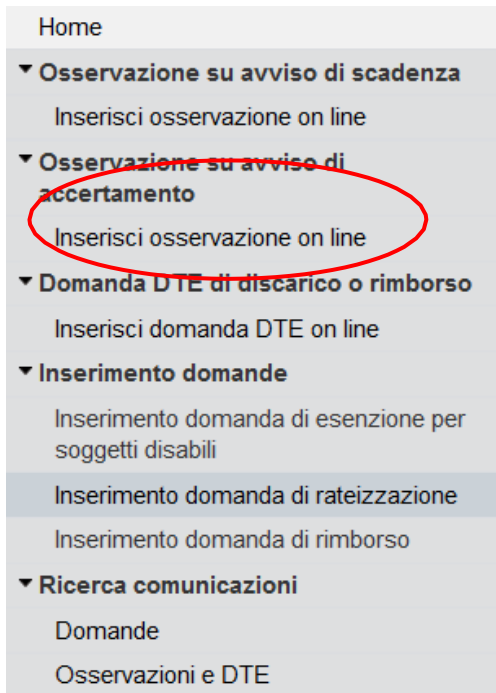 Home
Osservazione su avviso di scadenza
Inserisci osservazione on line
Osservazione su avviso di
accertamento
Inserisci osservazione on line
Domanda DTE di discarico o rimborso
Inserisci domanda DTE on line
Inserimento domande
Inserimento domanda di esenzione per
soggetti disabili
Inserimento domanda di rateizzazione
Inserimento domanda di rimborso
Ricerca comunicazioni
Domande
Osservazioni e DTE